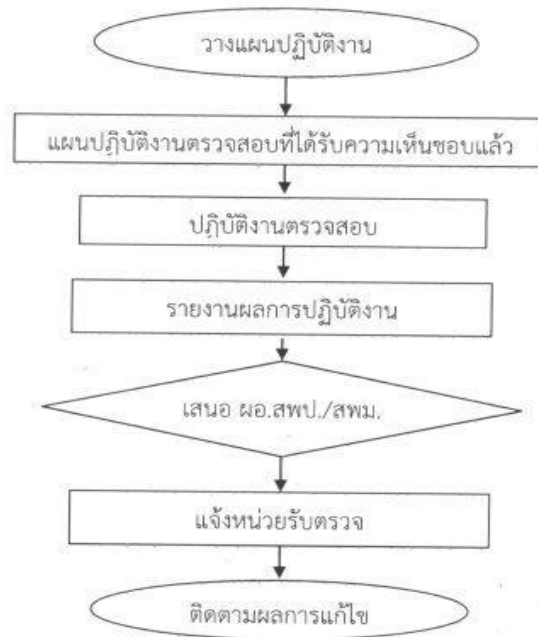 วางแผนปฏิบัติงาน
แผนปฏิบัติงานตรวจสอบที่ได้รับความเห็นชอบแล้ว
ปฏิบัติงานตรวจสอบ
รายงานผลการปฏิบัติงาน
เสนอ ผอ.สพป./สพม.
แจ้งหน่วยรับตรวจ
ติดตามผลการแก้ไข